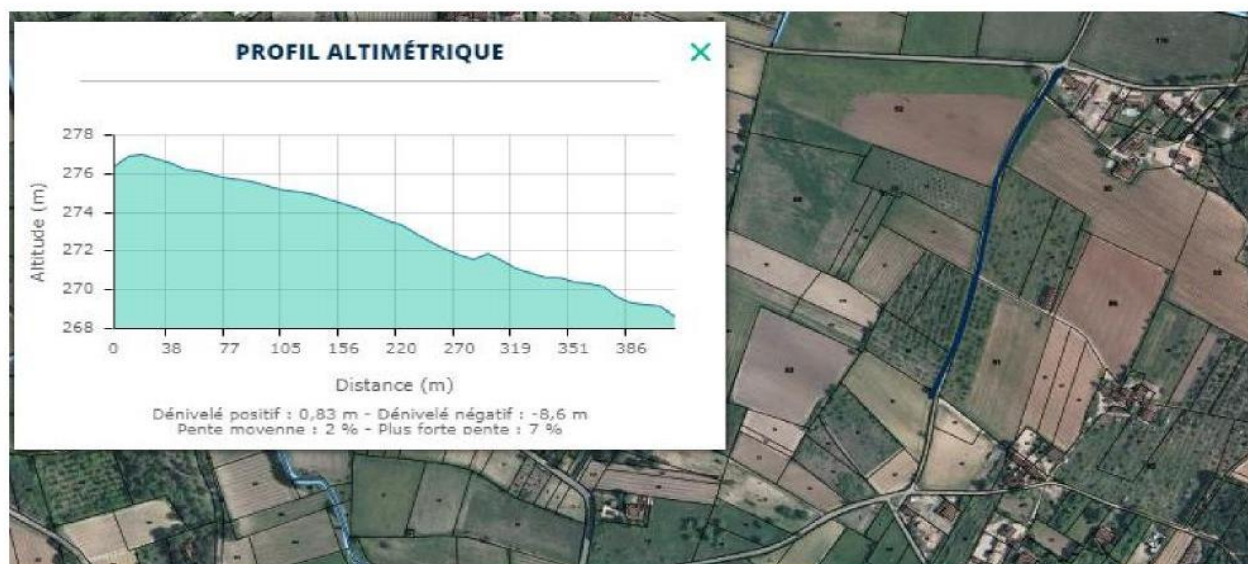 PROFIL ALTIMÉTRIQUE
278
276
274
272
270
268
Altitude (m)
0 38 77 105 156 220 270 319 351 386
Distance (m)
Dénivelé positif : 0,83 m - Dénivelé négatif : -8,6 m
Pente moyenne : 2 % - Plus forte pente : 7 %